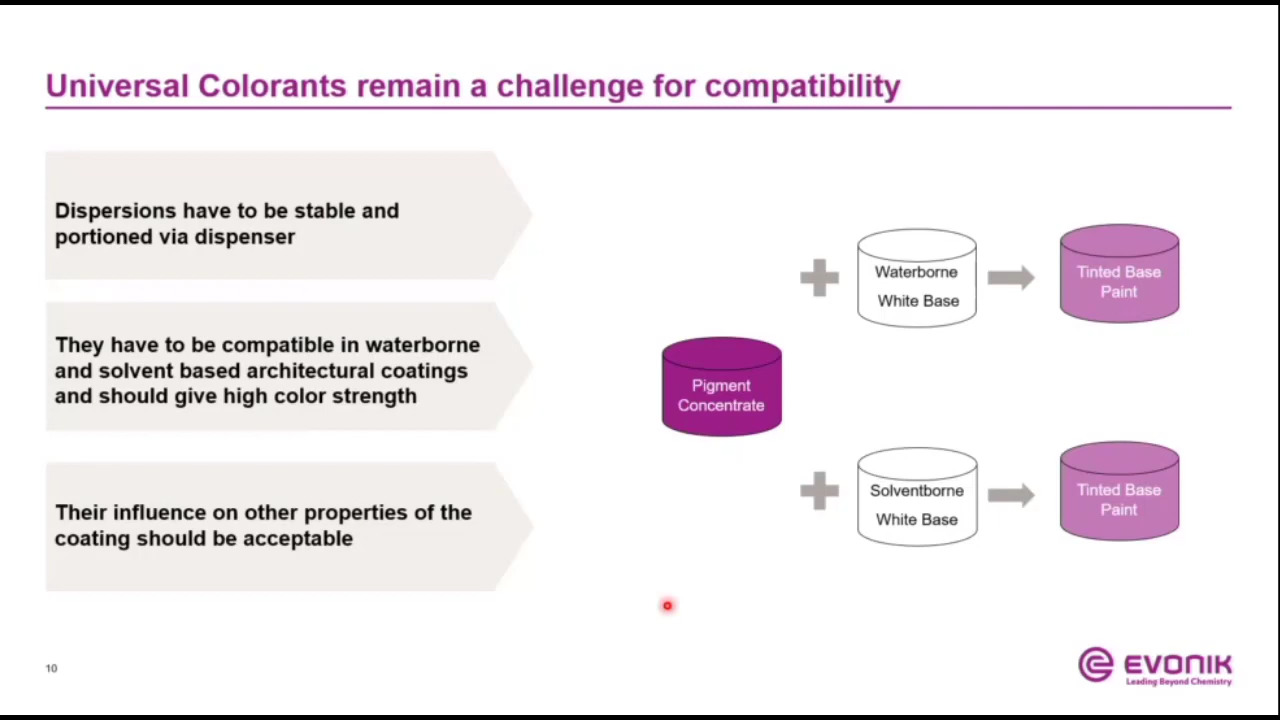 Universal Colorants remain a challenge for compatibility
Dispersions have to be stable and
portioned via dispenser
They have to be compatible in waterborne
and solvent based architectural coatings
and should give high color strength
Their influence on other properties of the
coating should be acceptable
Pigment
Concentrate
Waterborne
White Base
Tinted Base
Paint
Solventborne
White Base
Tinted Base
Paint
10
EVONIK
Leading Beyond Chemistry